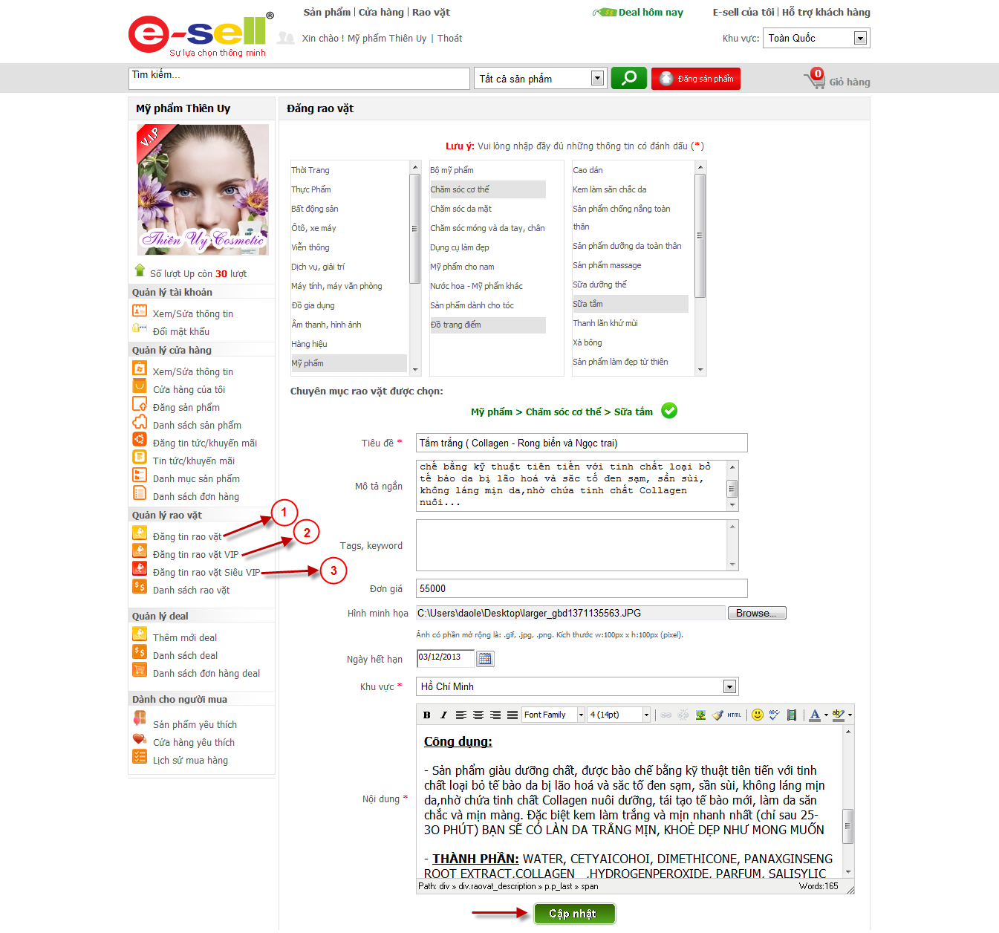 Sản phẩm | Cửa hàng | Rao vặt
Deal hôm nay
E-sell của tôi | Hỗ trợ khách hàng
e-sell®
Sự lựa chọn thông minh
Xin chào ! Mỹ phẩm Thiên Uy | Thoát
Khu vực: Toàn Quốc
Tìm kiếm...
Tất cả sản phẩm
Đăng sản phẩm
0
Giỏ hàng
Mỹ phẩm Thiên Uy
V.I.P
Thiên Uy Cosmetic
Số lượt Up còn 30 lượt
Quản lý tài khoản
Xem/Sửa thông tin
Đổi mật khẩu
Quản lý cửa hàng
Xem/Sửa thông tin
Cửa hàng của tôi
Đăng sản phẩm
Danh sách sản phẩm
Đăng tin tức/khuyến mãi
Tin tức/khuyến mãi
Danh mục sản phẩm
Danh sách đơn hàng
Quản lý rao vặt
Đăng tin rao vặt
1
Đăng tin rao vặt VIP
2
Đăng tin rao vặt Siêu VIP
3
Danh sách rao vặt
Quản lý deal
Thêm mới deal
Danh sách deal
Danh sách đơn hàng deal
Dành cho người mua
Sản phẩm yêu thích
Cửa hàng yêu thích
Lịch sử mua hàng
Đăng rao vặt
Lưu ý: Vui lòng nhập đầy đủ những thông tin có đánh dấu (*)
Thời Trang
Thực Phẩm
Bất động sản
Ôtô, xe máy
Viễn thông
Dịch vụ, giải trí
Máy tính, máy văn phòng
Đồ gia dụng
Âm thanh, hình ảnh
Hàng hiệu
Mỹ phẩm
Bộ mỹ phẩm
Chăm sóc cơ thể
Chăm sóc da mặt
Chăm sóc móng và da tay, chân
Dụng cụ làm đẹp
Mỹ phẩm cho nam
Nước hoa - Mỹ phẩm khác
Sản phẩm dành cho tóc
Đồ trang điểm
Cao dán
Kem làm săn chắc da
Sản phẩm chống nắng toàn
thân
Sản phẩm dưỡng da toàn thân
Sản phẩm massage
Sữa dưỡng thể
Sữa tắm
Thanh lăn khử mùi
Xà bông
Sản phẩm làm đẹp từ thiên
Chuyên mục rao vặt được chọn:
Mỹ phẩm > Chăm sóc cơ thể > Sữa tắm
Tiêu đề * Tắm trắng ( Collagen - Rong biển và Ngọc trai)
Mô tả ngắn
chế bằng kỹ thuật tiên tiến với tinh chất loại bỏ
tế bào da bị lão hoá và săc tố đen sạm, sần sùi,
không láng mịn da,nhờ chứa tinh chất Collagen
nuôi...
Tags, keyword
Đơn giá 55000
Hình minh họa C:\Users\daole\Desktop\larger_gbd1371135563.JPG Browse...
Ảnh có phần mở rộng là: .gif, .jpg, .png. Kích thước w:100px x h:100px (pixel).
Ngày hết hạn 03/12/2013
Khu vực * Hồ Chí Minh
B I Font Family 4 (14pt) HTML ABC A ab
Nội dung *
Công dụng:
- Sản phẩm giàu dưỡng chất, được bào chế bằng kỹ thuật tiên tiến với tinh
chất loại bỏ tế bào da bị lão hoá và săc tố đen sạm, sần sùi, không láng mịn
da,nhờ chứa tinh chất Collagen nuôi dưỡng, tái tạo tế bào mới, làm da săn
chắc và mịn màng. Đặc biệt kem làm trắng và mịn nhanh nhất (chỉ sau 25-
3O PHÚT) BẠN SẼ CÓ LÀN DA TRẮNG MỊN, KHOẺ DẸP NHƯ MONG MUỐN
- THÀNH PHẦN: WATER, CETYAICOHOI, DIMETHICONE, PANAXGINSENG
ROOT EXTRACT,COLLAGEN ,HYDROGENPEROXIDE, PARFUM, SALISYLIC
Path: div » div.raovat_description » p.p_last » span
Words:165
Cập nhật